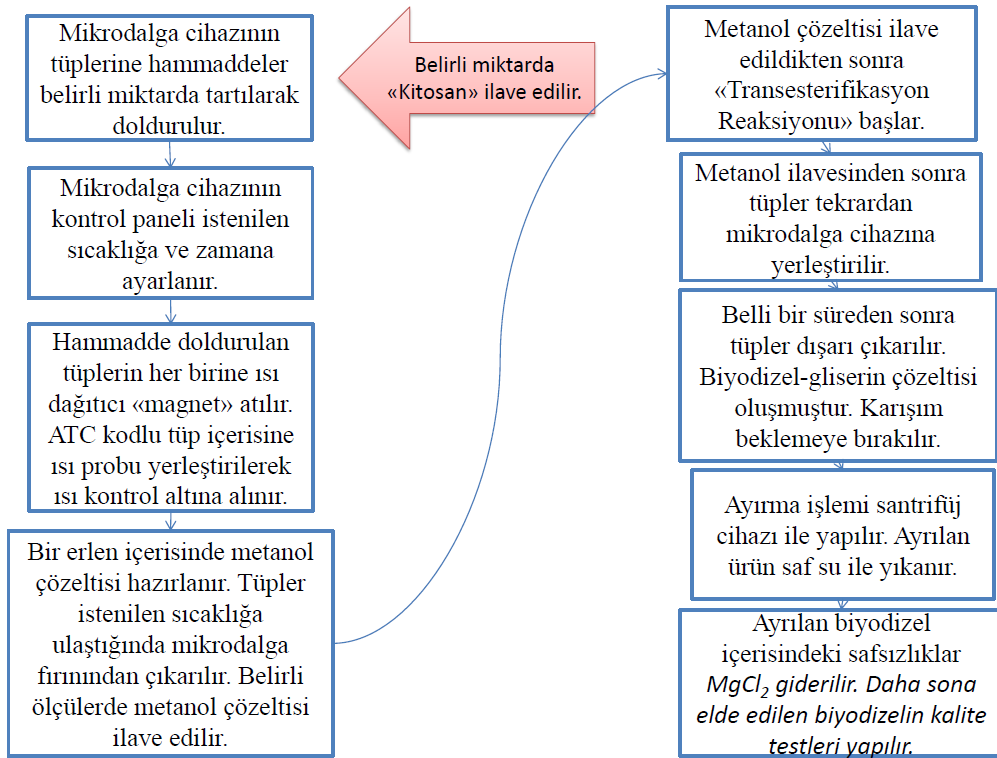 Mikrodalga cihazının
tüplerine hammaddeler
belirli miktarda tartılarak
doldurulur.
Belirli miktarda
«Kitosan» ilave edilir.
Mikrodalga cihazının
kontrol paneli istenilen
sıcaklığa ve zamana
ayarlanır.
Hammadde doldurulan
tüplerin her birine ısı
dağıtıcı «magnet» atılır.
ATC kodlu tüp içerisine
ısı probu yerleştirilerek
ısı kontrol altına alınır.
Bir erlen içerisinde metanol
çözeltisi hazırlanır. Tüpler
istenilen sıcaklığa
ulaştığında mikrodalga
fırınından çıkarılır. Belirli
ölçülerde metanol çözeltisi
ilave edilir.
Metanol çözeltisi ilave
edildikten sonra
«Transesterifikasyon
Reaksiyonu» başlar.
Metanol ilavesinden sonra
tüpler tekrardan
mikrodalga cihazına
yerleştirilir.
Belli bir süreden sonra
tüpler dışarı çıkarılır.
Biyodizel-gliserin çözeltisi
oluşmuştur. Karışım
beklemeye bırakılır.
Ayırma işlemi santrifüj
cihazı ile yapılır. Ayrılan
ürün saf su ile yıkanır.
Ayrılan biyodizel
içerisindeki safsızlıklar
MgCl₂ giderilir. Daha sona
elde edilen biyodizelin kalite
testleri yapılır.